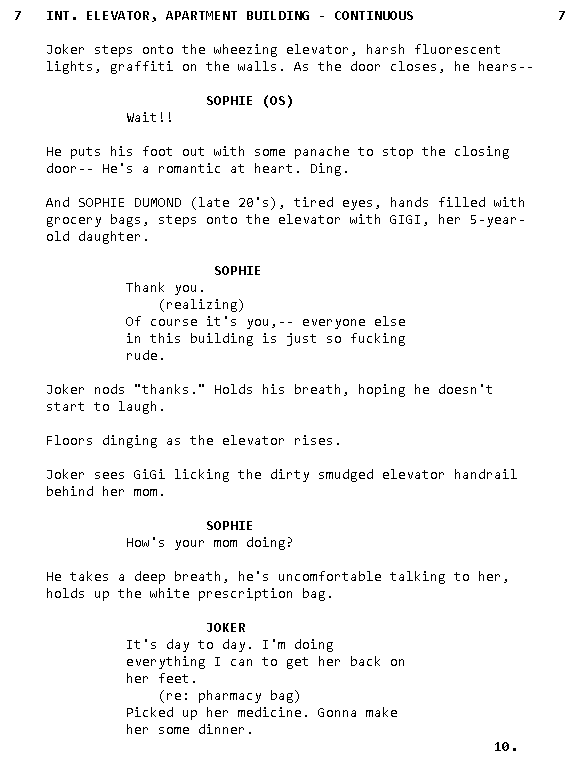 7 INT. ELEVATOR, APARTMENT BUILDING - CONTINUOUS 7
Joker steps onto the wheezing elevator, harsh fluorescent
lights, graffiti on the walls. As the door closes, he hears--
SOPHIE (OS)
Wait!!
He puts his foot out with some panache to stop the closing
door-- He's a romantic at heart. Ding.
And SOPHIE DUMOND (late 20's), tired eyes, hands filled with
grocery bags, steps onto the elevator with GIGI, her 5-year-
old daughter.
SOPHIE
Thank you.
(realizing)
Of course it's you,-- everyone else
in this building is just so fucking
rude.
Joker nods "thanks." Holds his breath, hoping he doesn't
start to laugh.
Floors dinging as the elevator rises.
Joker sees GiGi licking the dirty smudged elevator handrail
behind her mom.
SOPHIE
How's your mom doing?
He takes a deep breath, he's uncomfortable talking to her,
holds up the white prescription bag.
JOKER
It's day to day. I'm doing
everything I can to get her back on
her feet.
(re: pharmacy bag)
Picked up her medicine. Gonna make
her some dinner.
10.